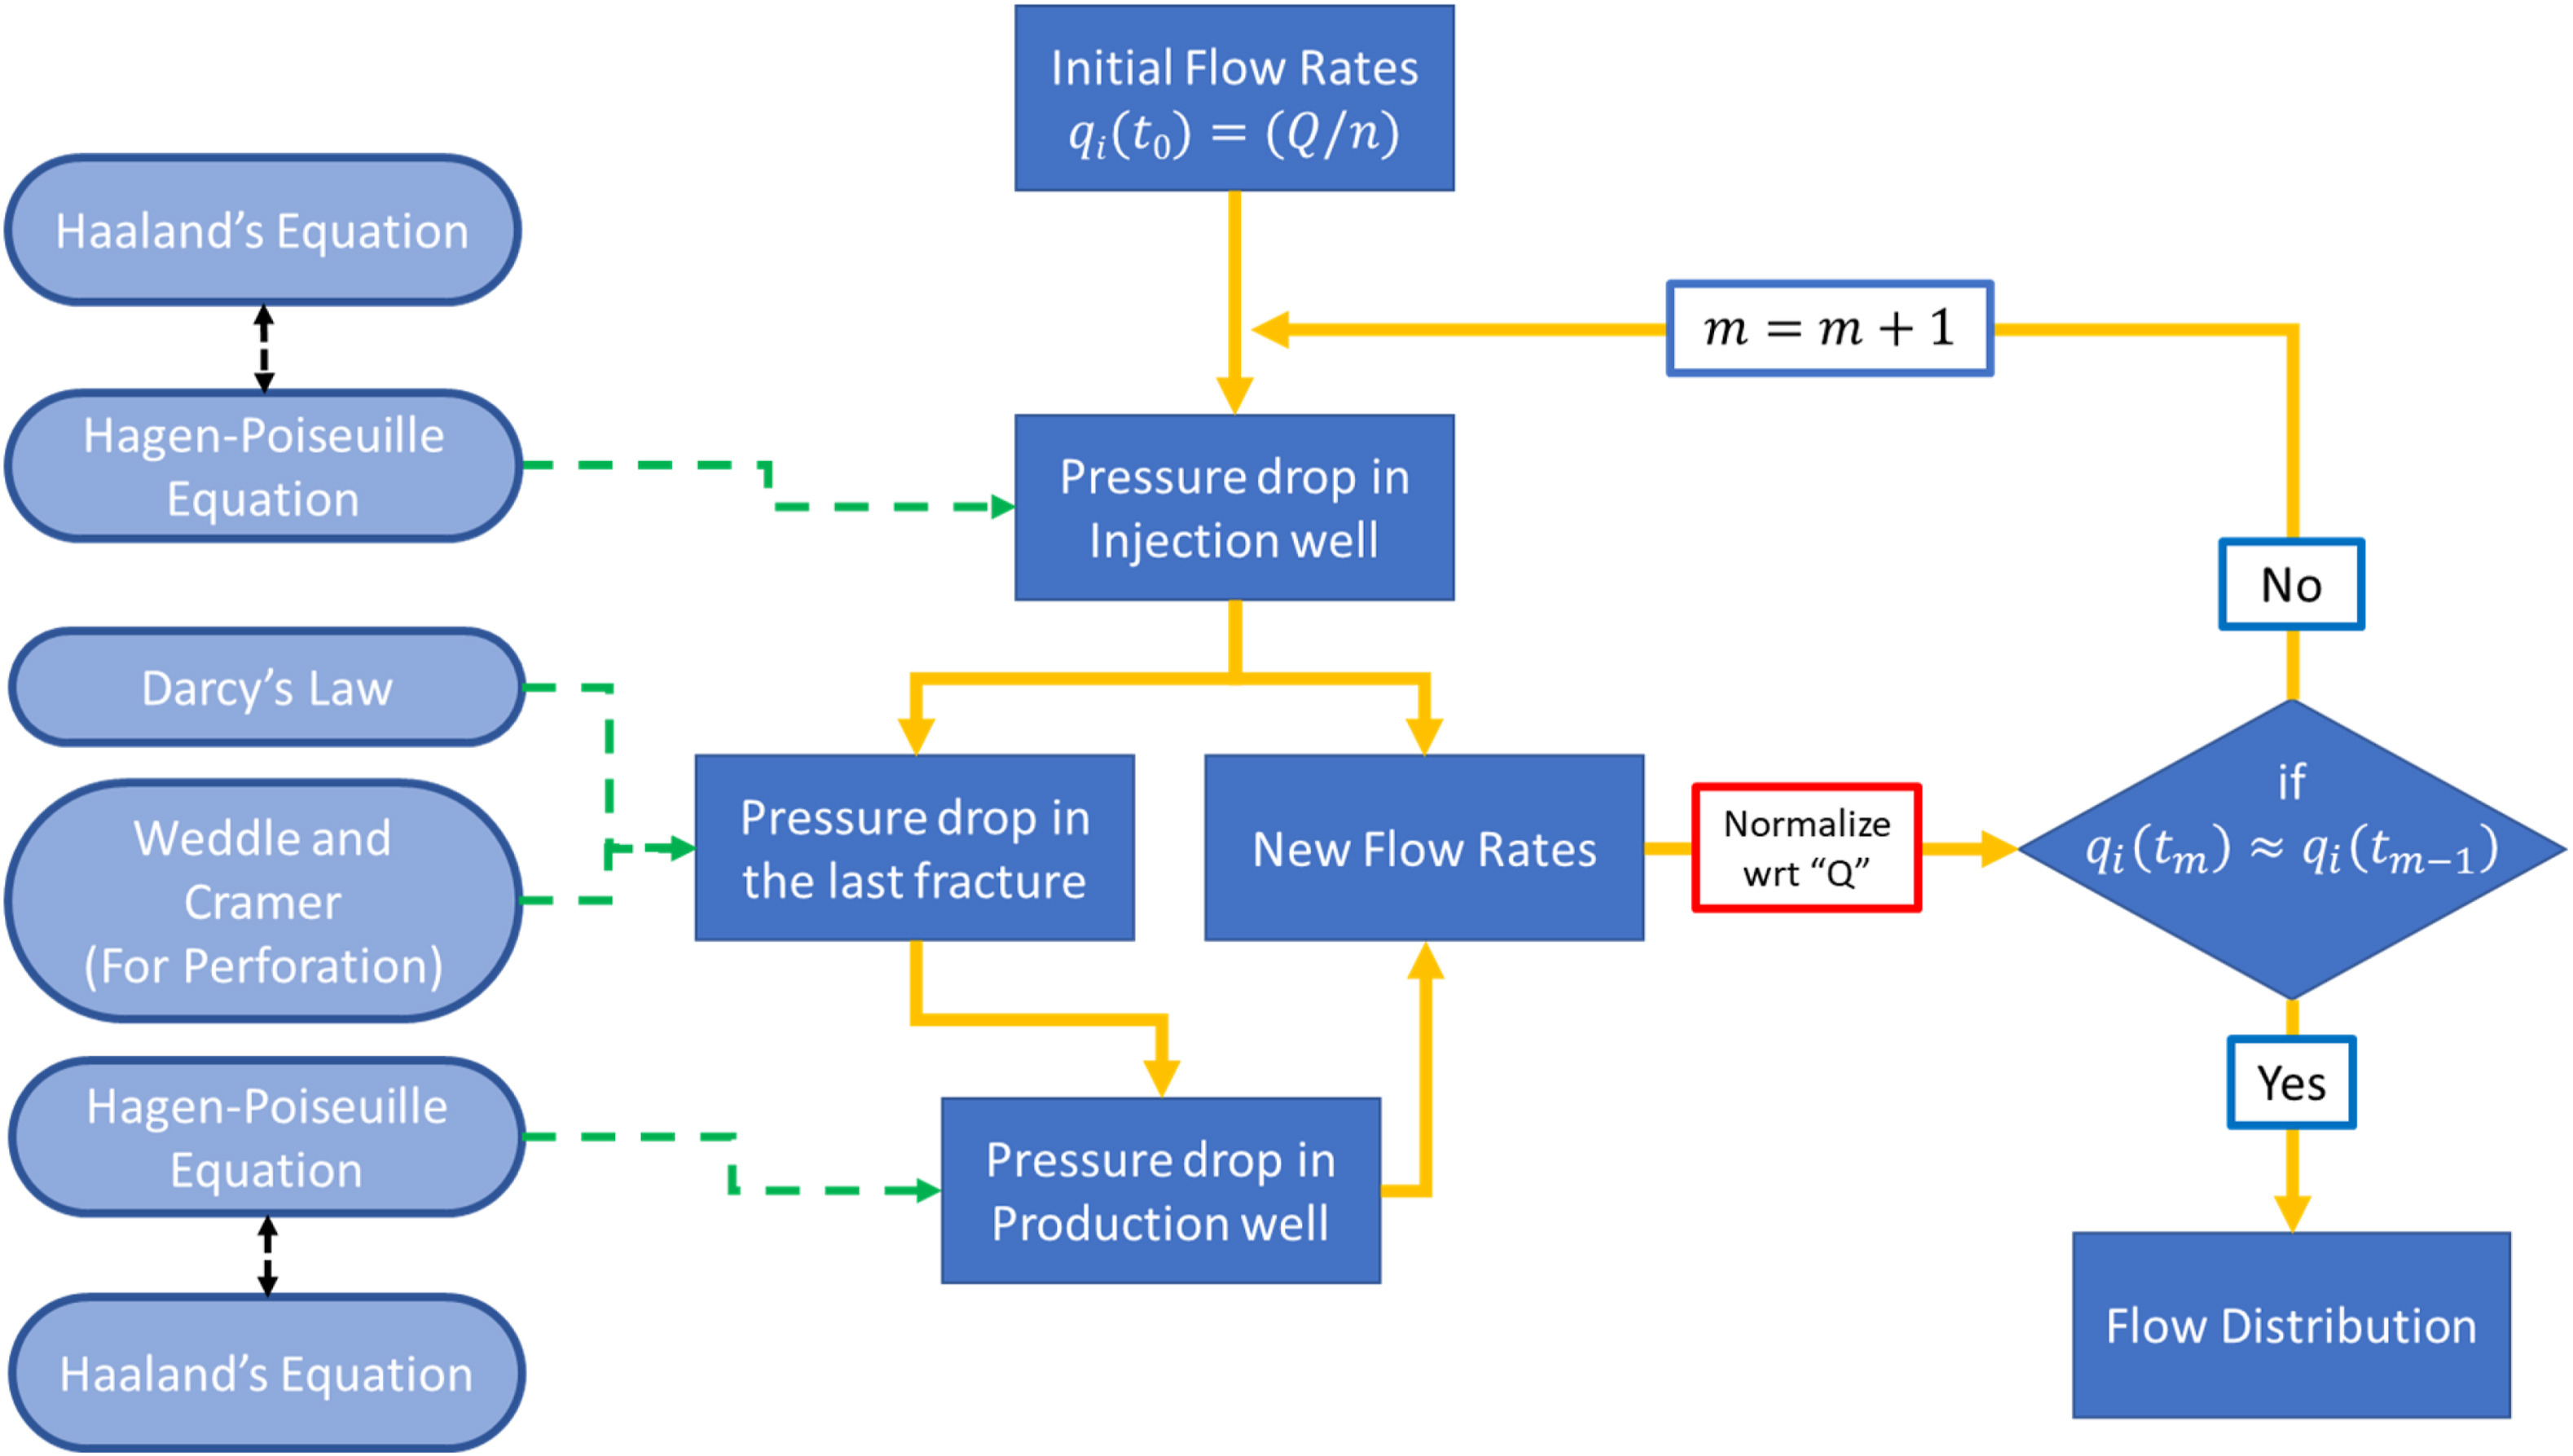 Initial Flow Rates
qᵢ(t₀) = (Q/n)
Haaland’s Equation
m = m + 1
Hagen-Poiseuille
Equation
Pressure drop in
Injection well
No
Darcy’s Law
Weddle and
Cramer
(For Perforation)
Pressure drop in
the last fracture
New Flow Rates
Normalize
wrt “Q”
if
qᵢ(tₘ) ≈ qᵢ(tₘ₋₁)
Yes
Hagen-Poiseuille
Equation
Pressure drop in
Production well
Haaland’s Equation
Flow Distribution